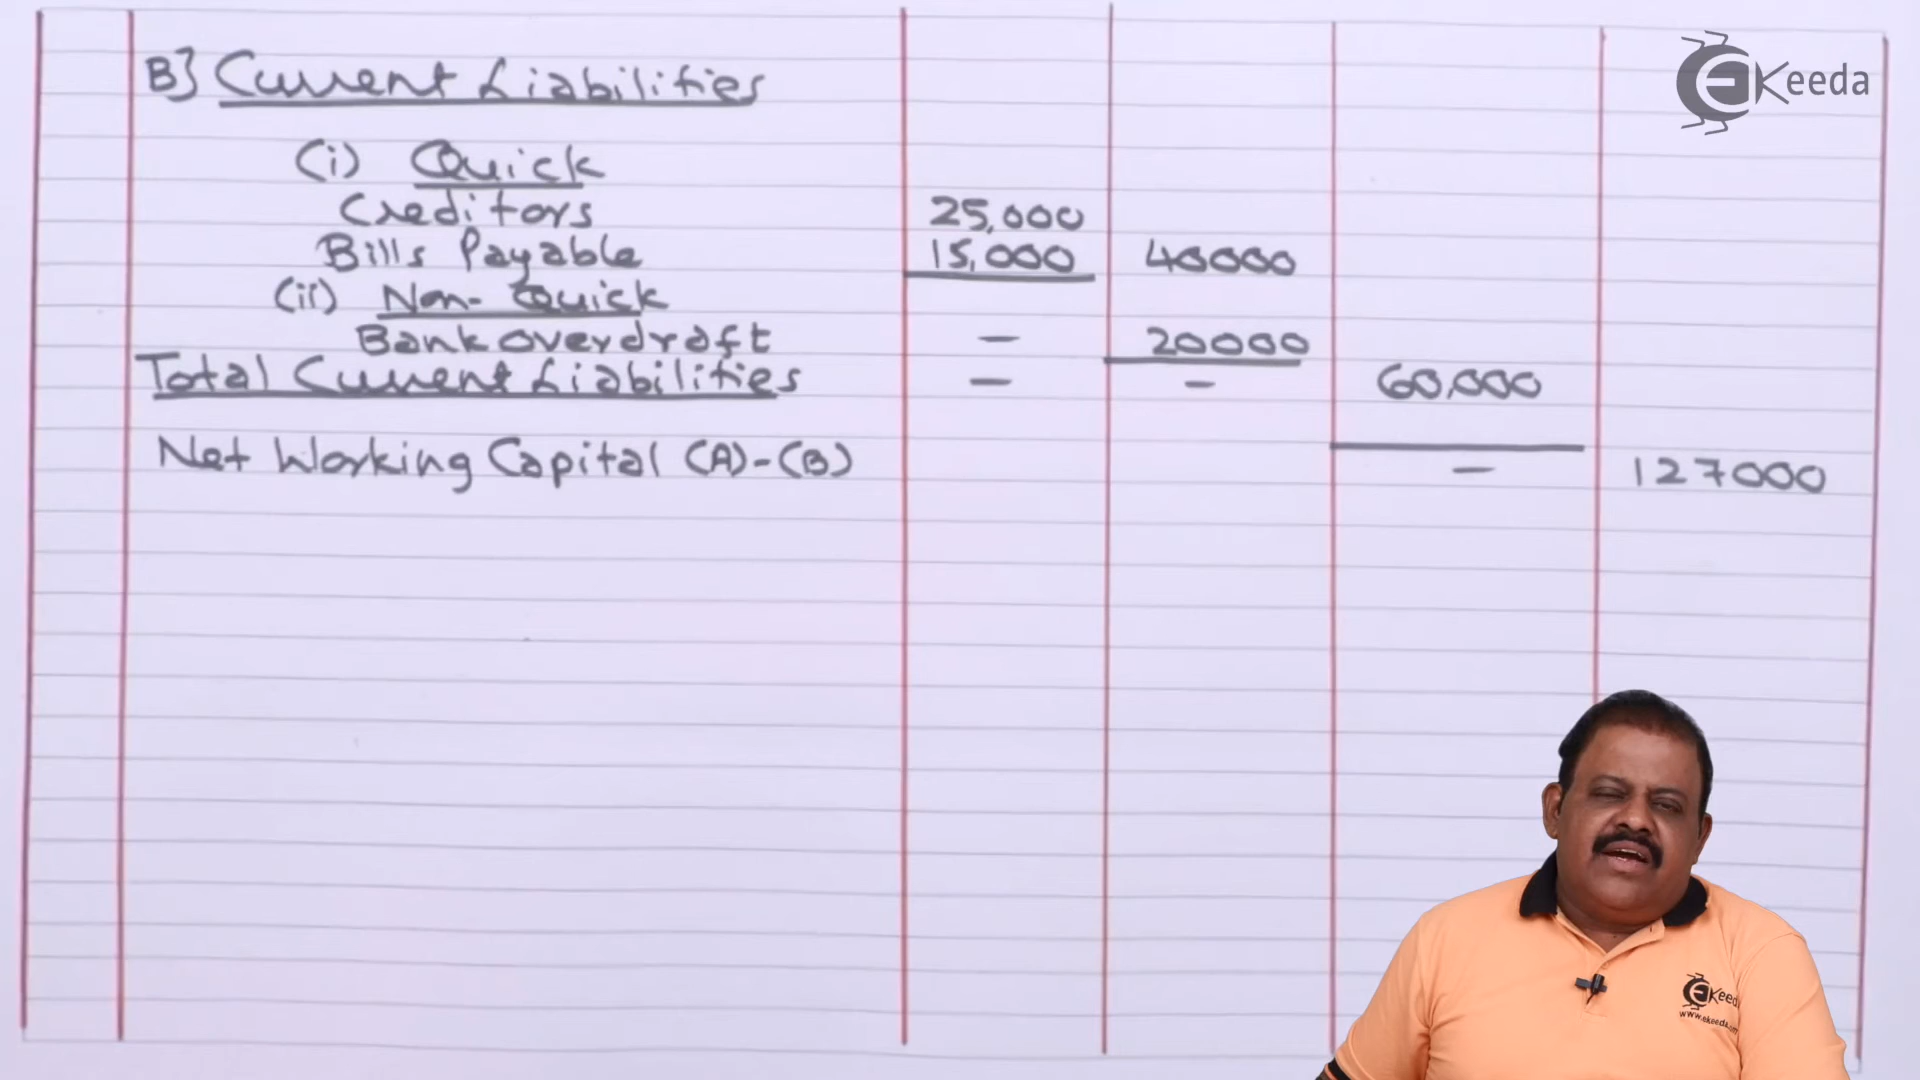 EKeeda
B} Current Liabilities
(i) Quick
Creditors 25,000
Bills Payable 15,000 40000
(ii) Non-Quick
Bank overdraft — 20000
Total Current Liabilities — — 60,000
Net Working Capital (A)-(B) — 127000
EKeeda
www.ekeeda.com